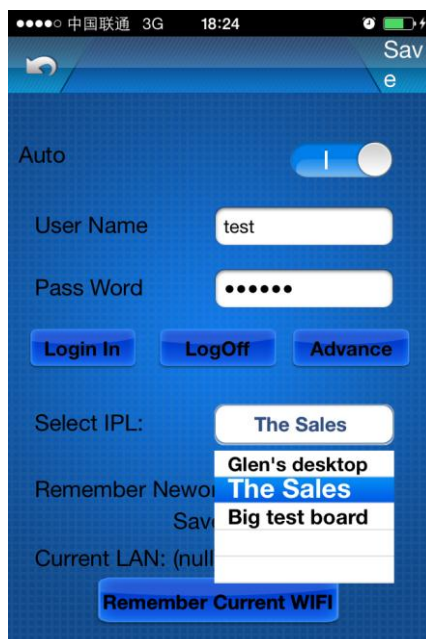 中国联通 3G 18:24
Sav
e
Auto
User Name test
Pass Word ●●●●●●
Login In LogOff Advance
Select IPL: The Sales
Glen's desktop
Remember Newor The Sales
Save Big test board
Current LAN: (null
Remember Current WIFI